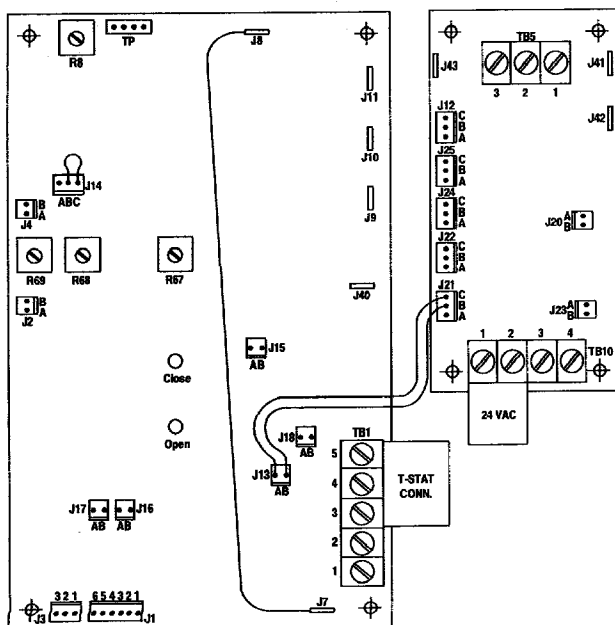 R8
TP
J8
J11
J10
J9
J14
ABC
B
A
J4
R69
R68
R67
B
A
J2
J40
J15
AB
Close
Open
J18
AB
J13
AB
TB1
5
4
3
2
1
T-STAT
CONN.
J17
AB
J16
AB
321
J3
654321
J1
J7
TB5
3
2
1
J43
J41
J42
J12
C
B
A
J25
C
B
A
J24
C
B
A
J22
C
B
A
J21
C
B
A
J20
A
B
J23
A
B
1
2
3
4
TB10
24 VAC